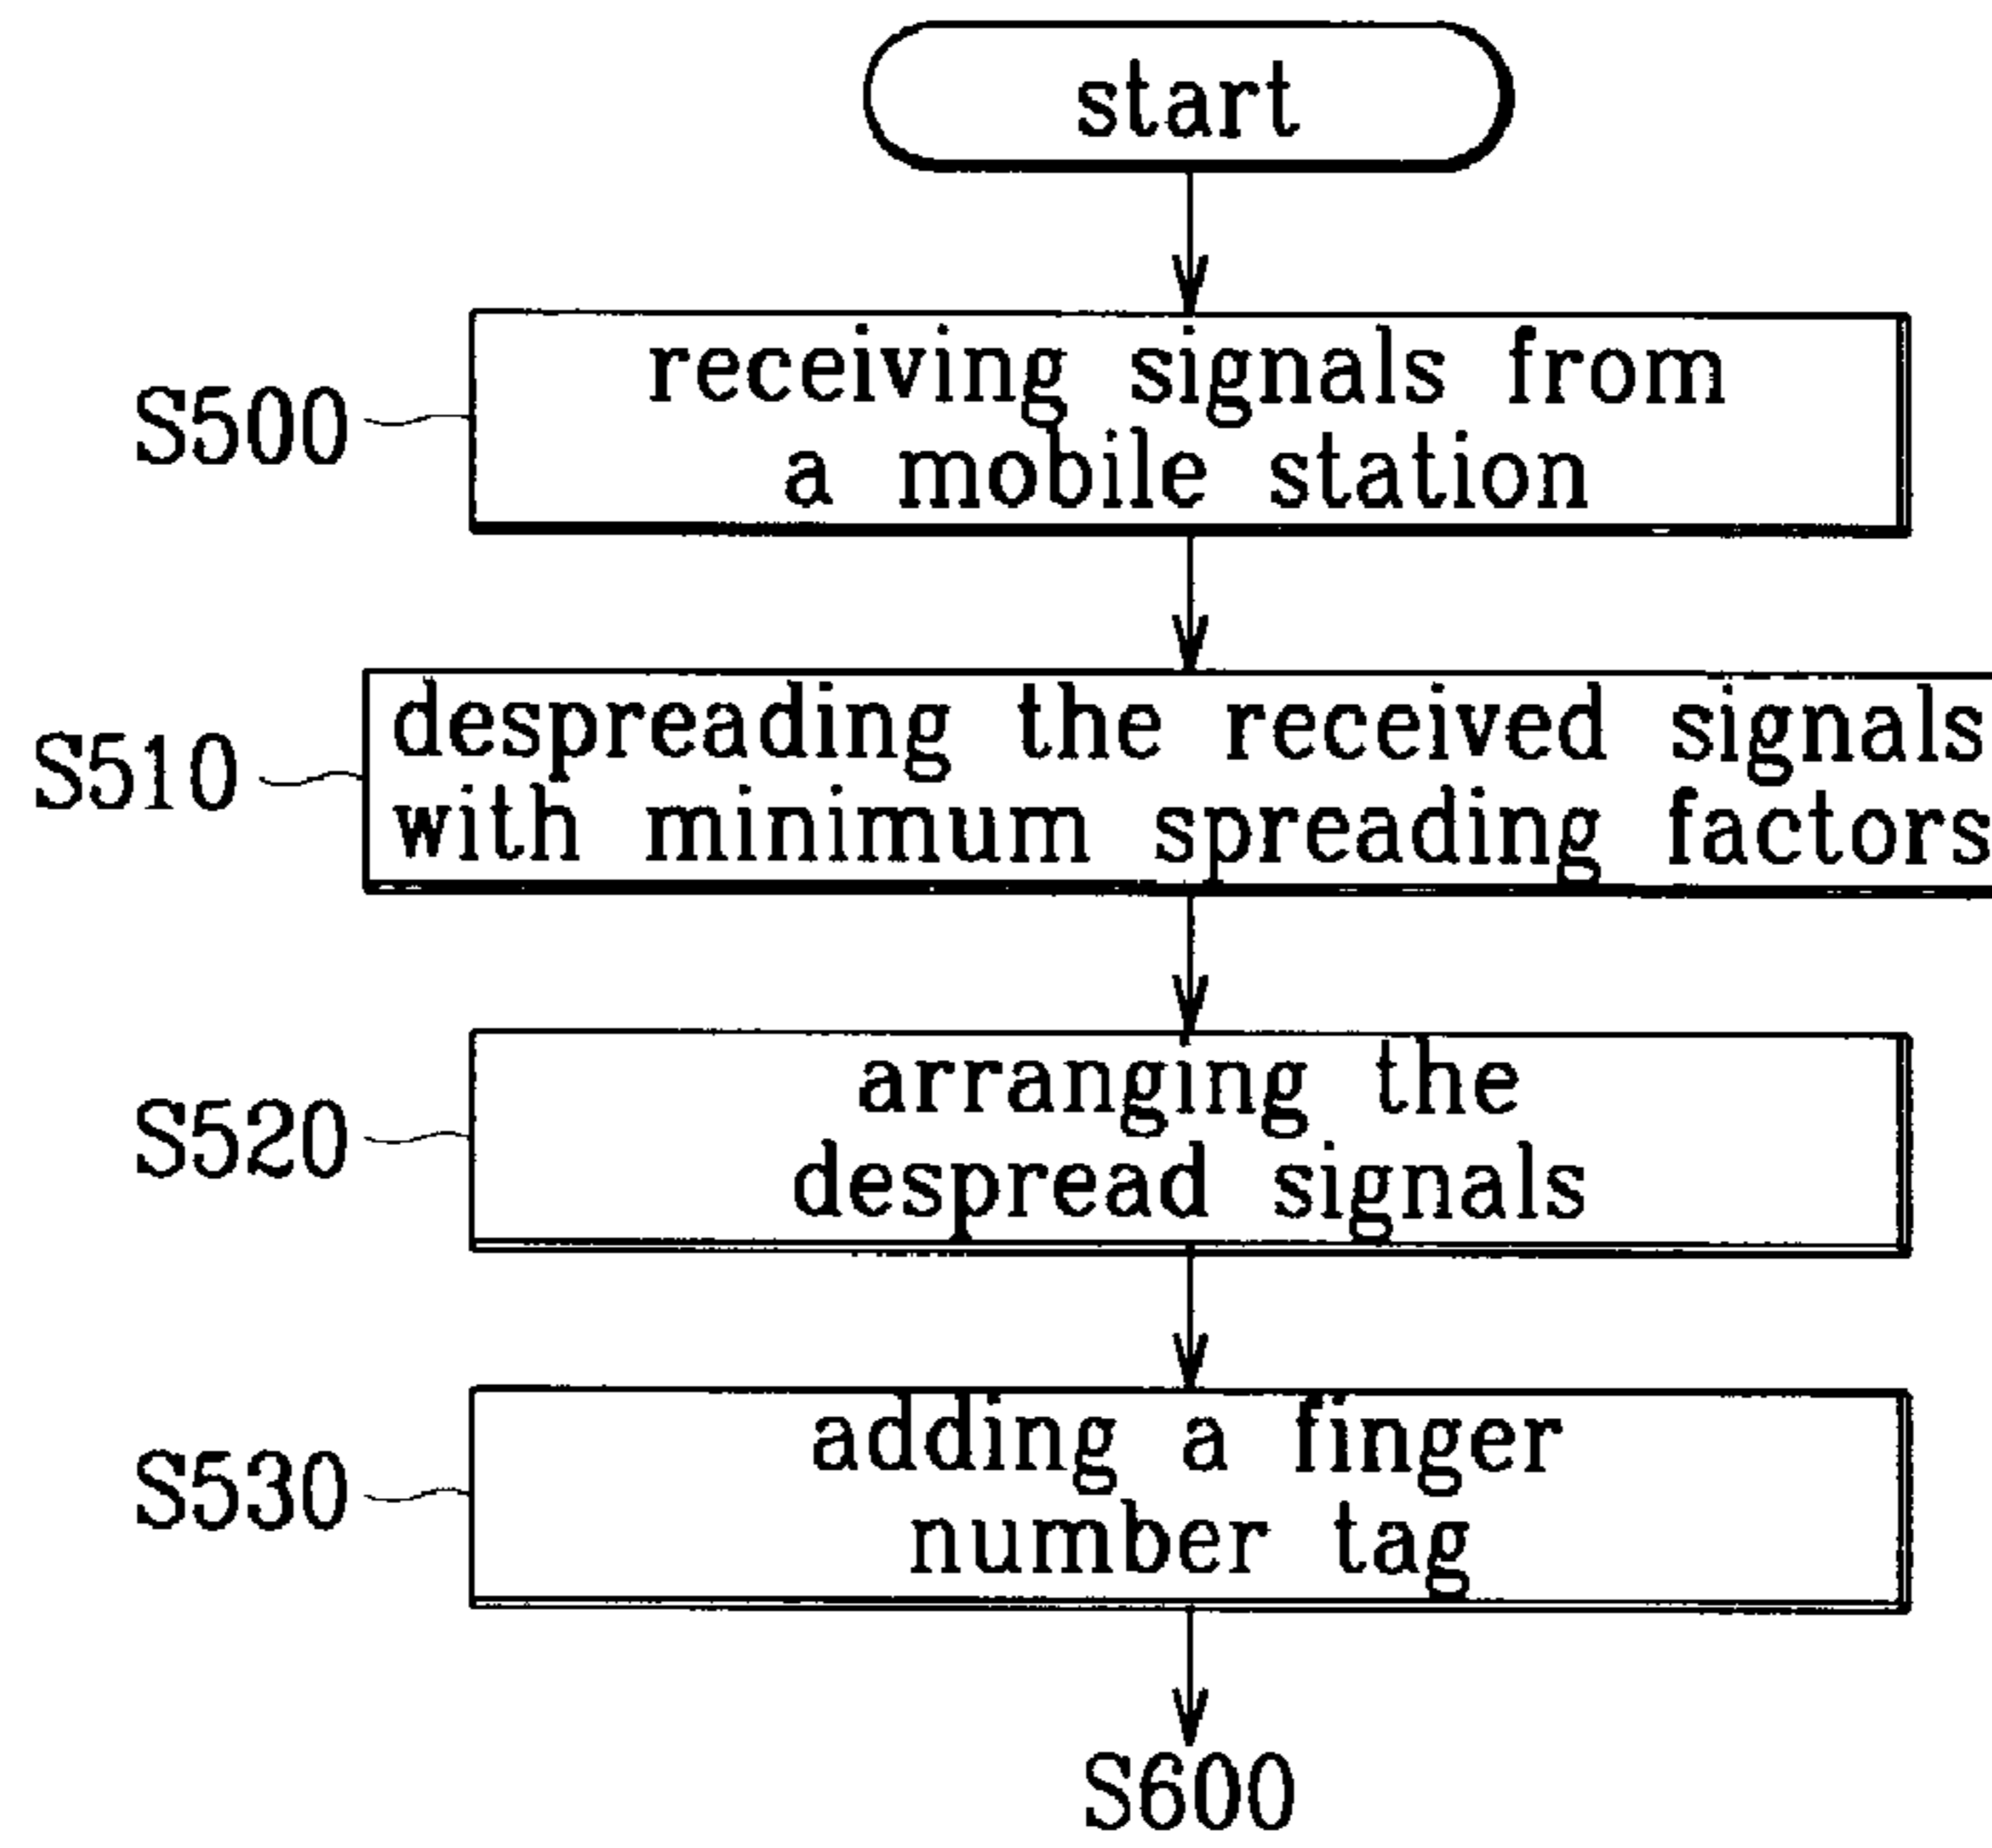 start
S500
receiving signals from
a mobile station
S510
despreading the received signals
with minimum spreading factors
S520
arranging the
despread signals
S530
adding a finger
number tag
S600